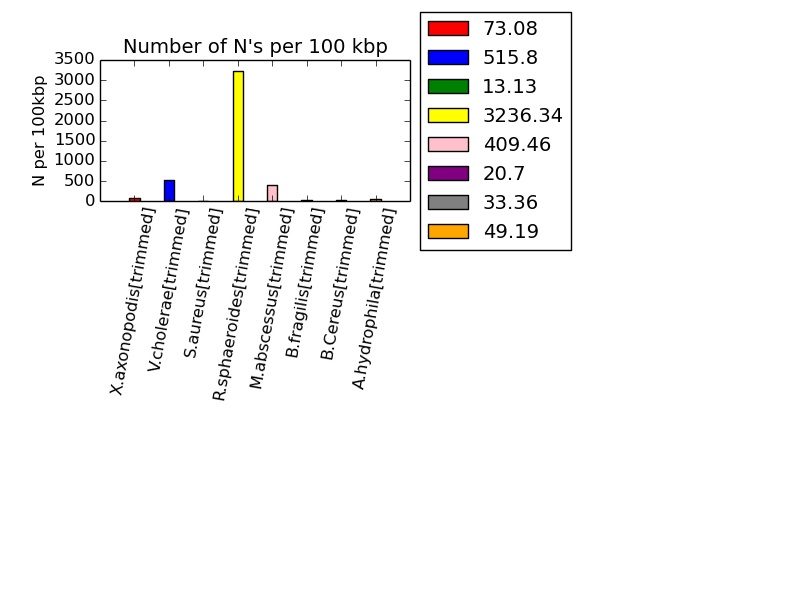 Number of N's per 100 kbp
N per 100kbp
3500
3000
2500
2000
1500
1000
500
0
X.axonopodis[trimmed]
V.cholerae[trimmed]
S.aureus[trimmed]
R.sphaeroides[trimmed]
M.abscessus[trimmed]
B.fragilis[trimmed]
B.Cereus[trimmed]
A.hydrophila[trimmed]
73.08
515.8
13.13
3236.34
409.46
20.7
33.36
49.19